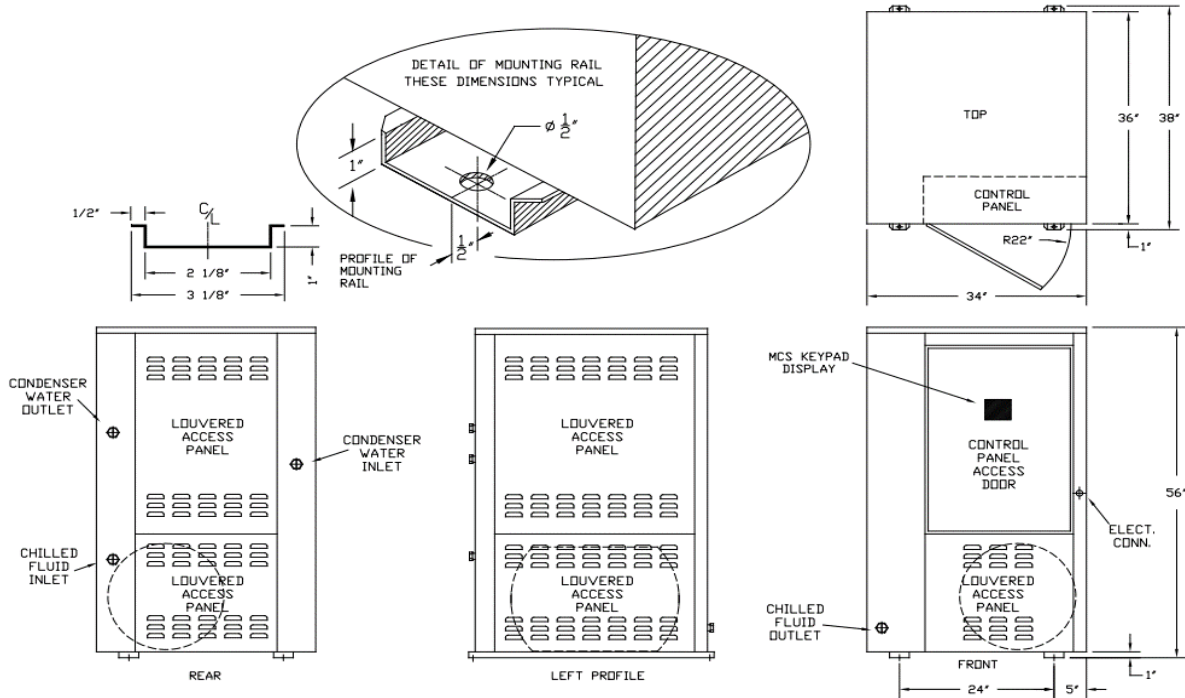 DETAIL OF MOUNTING RAIL
THESE DIMENSIONS TYPICAL
ø 1/2"
1"
1/2"
PROFILE OF
MOUNTING
RAIL
1/2"
C/L
2 1/8"
3 1/8"
1"
TOP
CONTROL
PANEL
36"
38"
R22"
1"
34"
CONDENSER
WATER
OUTLET
LOUVERED
ACCESS
PANEL
CONDENSER
WATER
INLET
CHILLED
FLUID
INLET
LOUVERED
ACCESS
PANEL
REAR
LOUVERED
ACCESS
PANEL
LOUVERED
ACCESS
PANEL
LEFT PROFILE
MCS KEYPAD
DISPLAY
CONTROL
PANEL
ACCESS
DOOR
56"
ELECT.
CONN.
LOUVERED
ACCESS
PANEL
CHILLED
FLUID
OUTLET
FRONT
24"
5"
1"